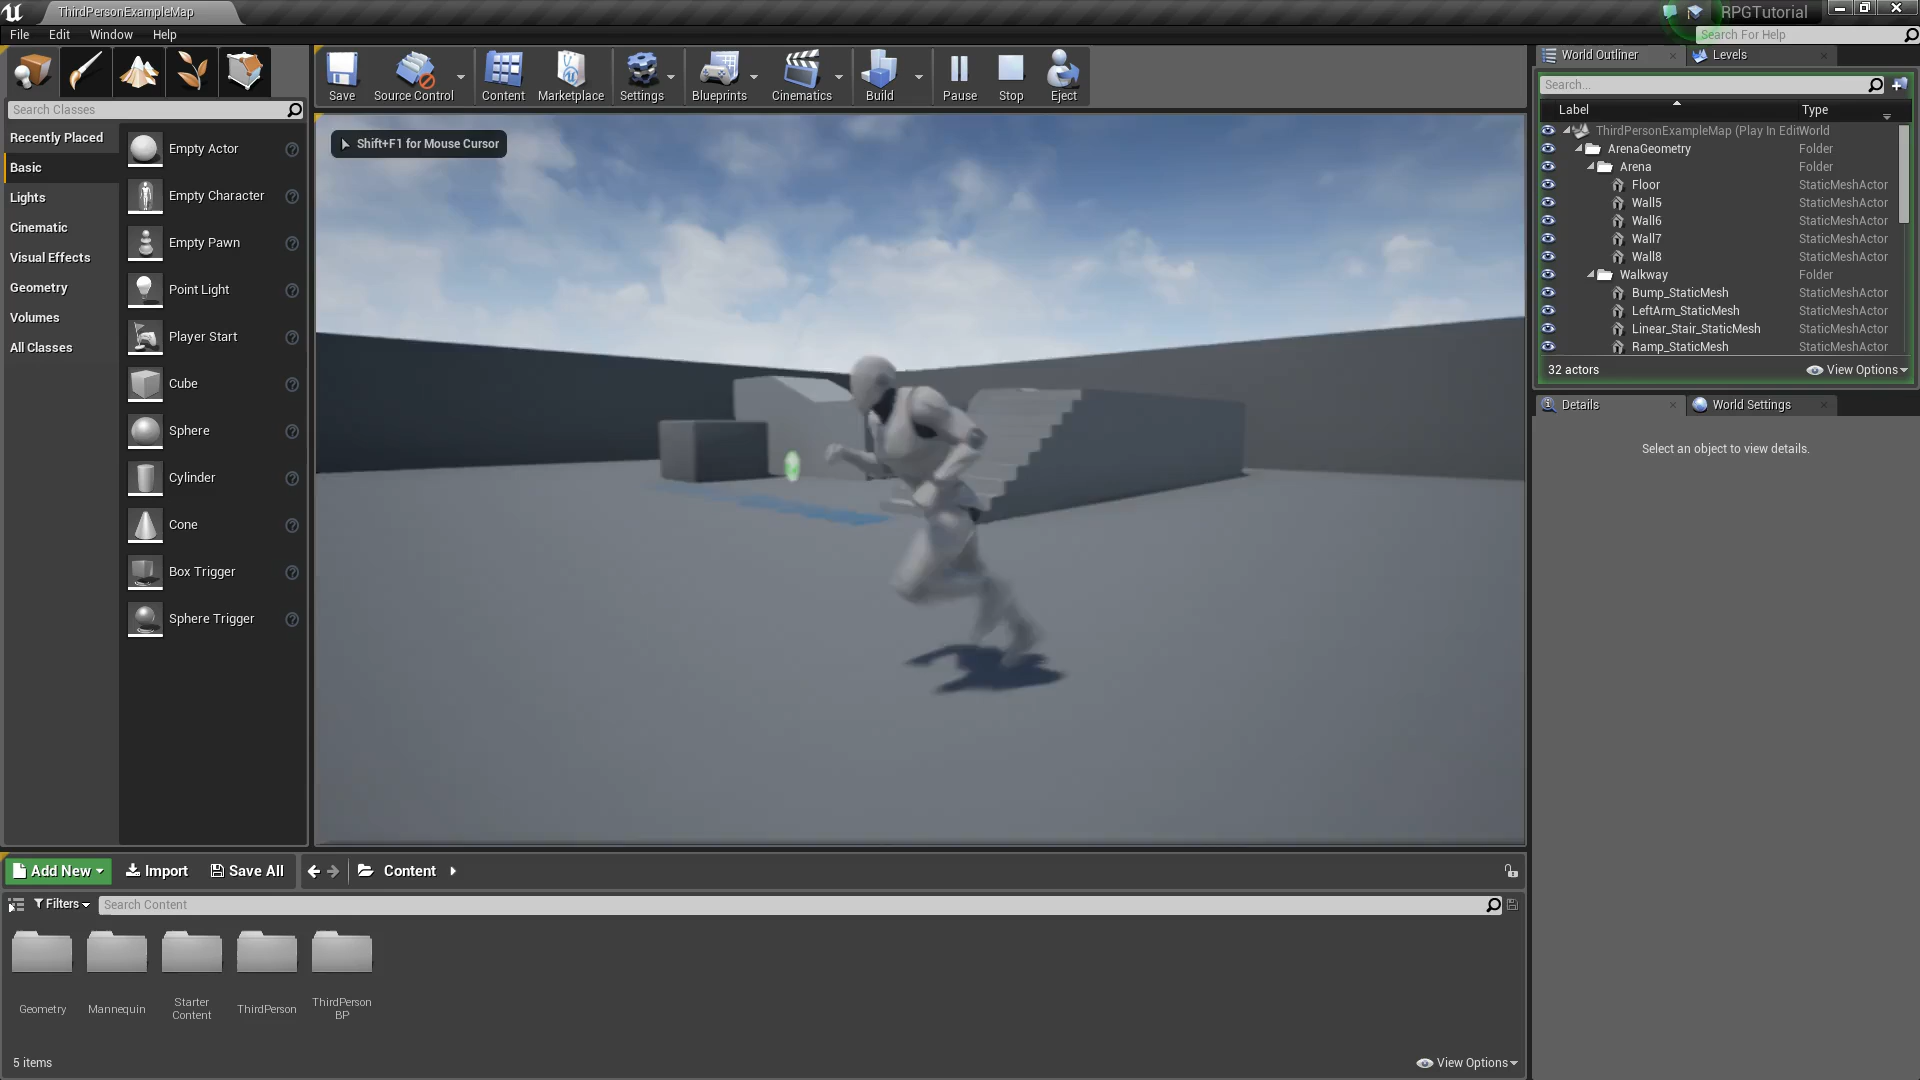 ThirdPersonExampleMap
RPGTutorial
File Edit Window Help
Search For Help
Save
Source Control
Content
Marketplace
Settings
Blueprints
Cinematics
Build
Pause
Stop
Eject
Search Classes
Recently Placed
Basic
Lights
Cinematic
Visual Effects
Geometry
Volumes
All Classes
Empty Actor
Empty Character
Empty Pawn
Point Light
Player Start
Cube
Sphere
Cylinder
Cone
Box Trigger
Sphere Trigger
Shift+F1 for Mouse Cursor
World Outliner
Levels
Search...
Label Type
ThirdPersonExampleMap (Play In Edi World
ArenaGeometry Folder
Arena Folder
Floor StaticMeshActor
Wall5 StaticMeshActor
Wall6 StaticMeshActor
Wall7 StaticMeshActor
Wall8 StaticMeshActor
Walkway Folder
Bump_StaticMesh StaticMeshActor
LeftArm_StaticMesh StaticMeshActor
Linear_Stair_StaticMesh StaticMeshActor
Ramp_StaticMesh StaticMeshActor
32 actors
View Options
Details
World Settings
Select an object to view details.
Add New
Import
Save All
Content
Filters
Search Content
Geometry
Mannequin
Starter
Content
ThirdPerson
ThirdPerson
BP
5 items
View Options